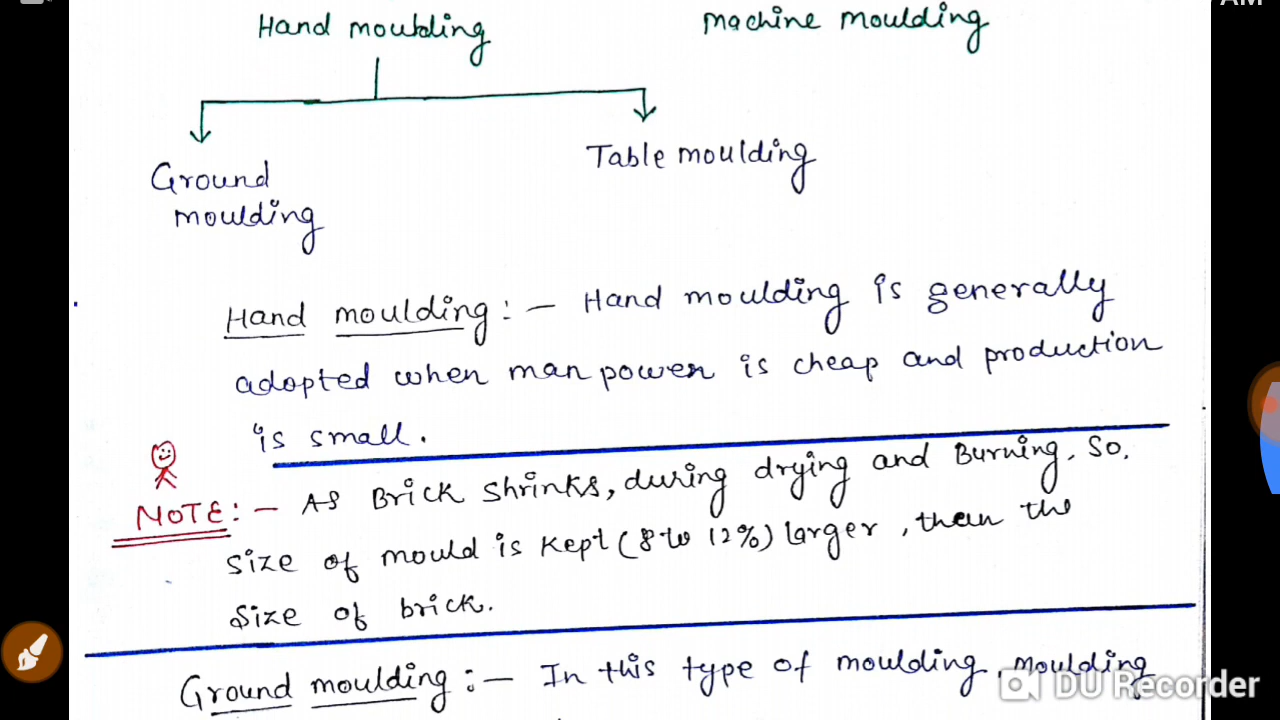 AM
Hand moulding
Machine moulding
Ground
moulding
Table moulding
Hand moulding :- Hand moulding is generally
adopted when man power is cheap and production
is small.
NOTE :- As Brick shrinks, during drying and Burning. So,
size of mould is kept (8 to 12%) larger, then the
size of brick.
Ground moulding :- In this type of moulding, moulding
DU Recorder